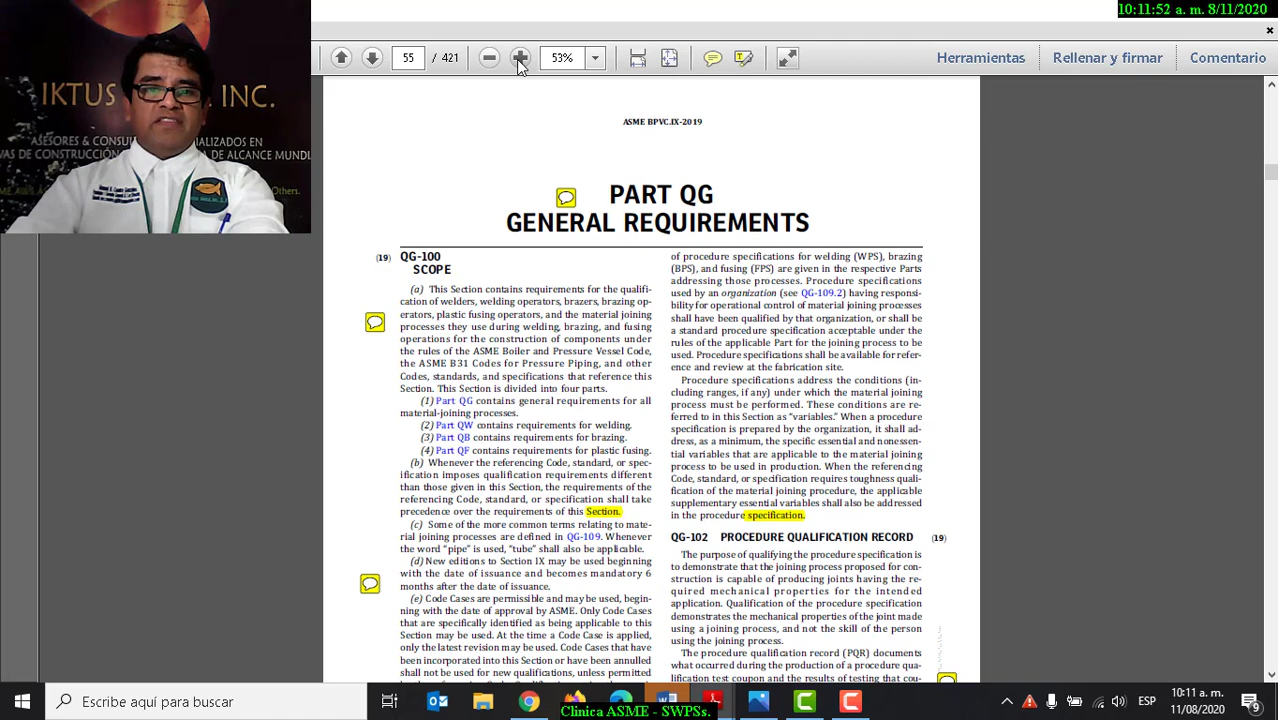 10:11:52 a. m. 8/11/2020
IKTUS
INC.
ASESORES & CONSUL
IALIZADOS EN
VAS DE CONSTRUCCIÓN
DE ALCANCE MUNDI
Others.
55 / 421
53%
Herramientas
Rellenar y firmar
Comentario
ASME BPVC.IX-2019
PART QG
GENERAL REQUIREMENTS
(19) QG-100
SCOPE
(a) This Section contains requirements for the qualifi-
cation of welders, welding operators, brazers, brazing op-
erators, plastic fusing operators, and the material joining
processes they use during welding, brazing, and fusing
operations for the construction of components under
the rules of the ASME Boiler and Pressure Vessel Code,
the ASME B31 Codes for Pressure Piping, and other
Codes, standards, and specifications that reference this
Section. This Section is divided into four parts.
(1) Part QG contains general requirements for all
material-joining processes.
(2) Part QW contains requirements for welding.
(3) Part QB contains requirements for brazing.
(4) Part QF contains requirements for plastic fusing.
(b) Whenever the referencing Code, standard, or spec-
ification imposes qualification requirements different
than those given in this Section, the requirements of the
referencing Code, standard, or specification shall take
precedence over the requirements of this Section.
(c) Some of the more common terms relating to mate-
rial joining processes are defined in QG-109. Whenever
the word “pipe” is used, “tube” shall also be applicable.
(d) New editions to Section IX may be used beginning
with the date of issuance and becomes mandatory 6
months after the date of issuance.
(e) Code Cases are permissible and may be used, begin-
ning with the date of approval by ASME. Only Code Cases
that are specifically identified as being applicable to this
Section may be used. At the time a Code Case is applied,
only the latest revision may be used. Code Cases that have
been incorporated into this Section or have been annulled
shall not be used for new qualifications, unless permitted
of procedure specifications for welding (WPS), brazing
(BPS), and fusing (FPS) are given in the respective Parts
addressing those processes. Procedure specifications
used by an organization (see QG-109.2) having responsi-
bility for operational control of material joining processes
shall have been qualified by that organization, or shall be
a standard procedure specification acceptable under the
rules of the applicable Part for the joining process to be
used. Procedure specifications shall be available for refer-
ence and review at the fabrication site.
Procedure specifications address the conditions (in-
cluding ranges, if any) under which the material joining
process must be performed. These conditions are re-
ferred to in this Section as “variables.” When a procedure
specification is prepared by the organization, it shall ad-
dress, as a minimum, the specific essential and nonessen-
tial variables that are applicable to the material joining
process to be used in production. When the referencing
Code, standard, or specification requires toughness quali-
fication of the material joining procedure, the applicable
supplementary essential variables shall also be addressed
in the procedure specification.
QG-102 PROCEDURE QUALIFICATION RECORD (19)
The purpose of qualifying the procedure specification is
to demonstrate that the joining process proposed for con-
struction is capable of producing joints having the re-
quired mechanical properties for the intended
application. Qualification of the procedure specification
demonstrates the mechanical properties of the joint made
using a joining process, and not the skill of the person
using the joining process.
The procedure qualification record (PQR) documents
what occurred during the production of a procedure qua-
lification test coupon and the results of testing that cou-
Escribe aquí para buscar
ESP
10:11 a. m.
11/08/2020
9
Clinica ASME - SWPSs.